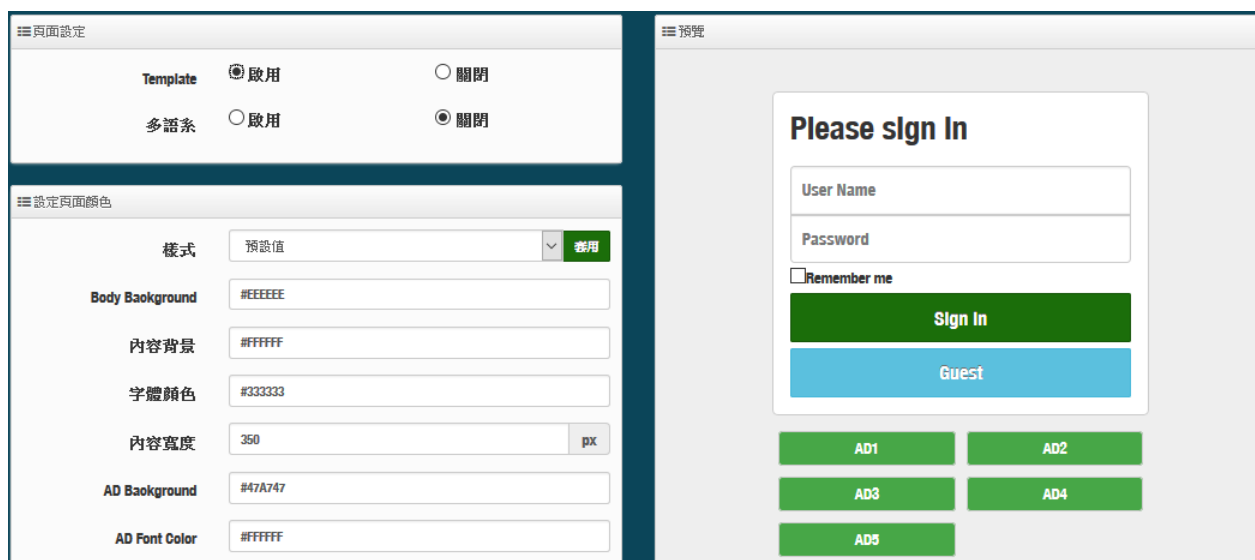 頁面設定
Template 啟用 關閉
多語系 啟用 關閉
設定頁面顏色
樣式 預設值 套用
Body Background #EEEEEE
內容背景 #FFFFFF
字體顏色 #333333
內容寬度 350 px
AD Background #47A747
AD Font Color #FFFFFF
預覽
Please sign in
User Name
Password
Remember me
Sign in
Guest
AD1 AD2
AD3 AD4
AD5